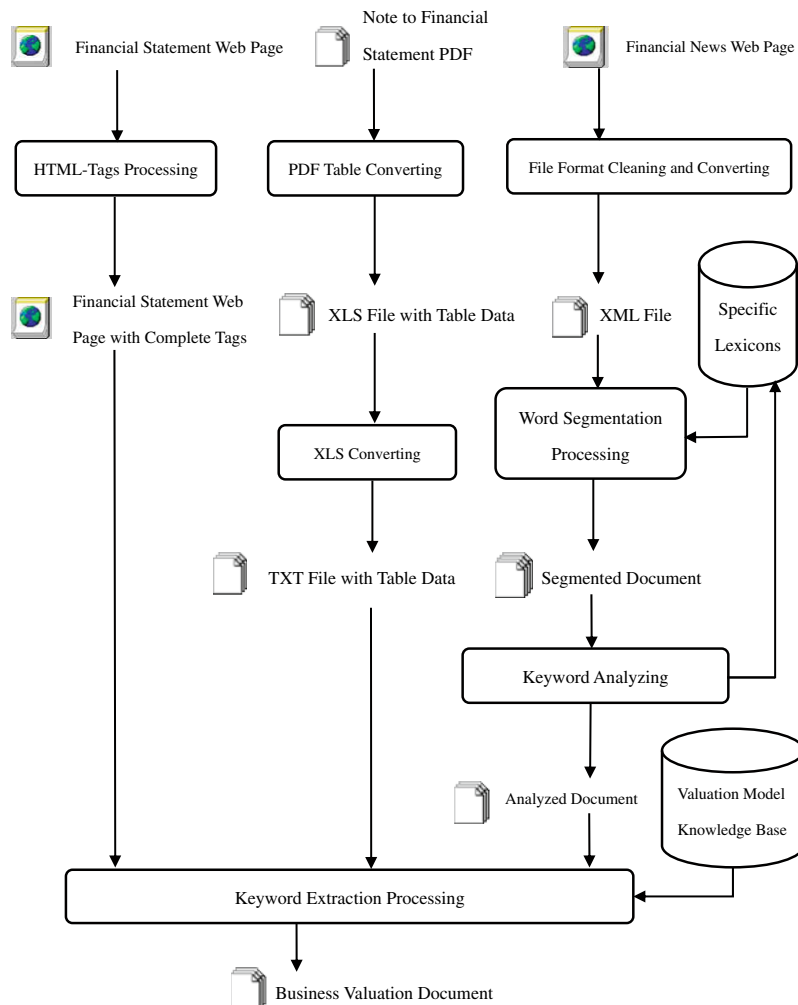 Financial Statement Web Page
Note to Financial
Statement PDF
Financial News Web Page
HTML-Tags Processing
PDF Table Converting
File Format Cleaning and Converting
Financial Statement Web
Page with Complete Tags
XLS File with Table Data
XML File
Specific
Lexicons
Word Segmentation
Processing
XLS Converting
TXT File with Table Data
Segmented Document
Keyword Analyzing
Analyzed Document
Valuation Model
Knowledge Base
Keyword Extraction Processing
Business Valuation Document